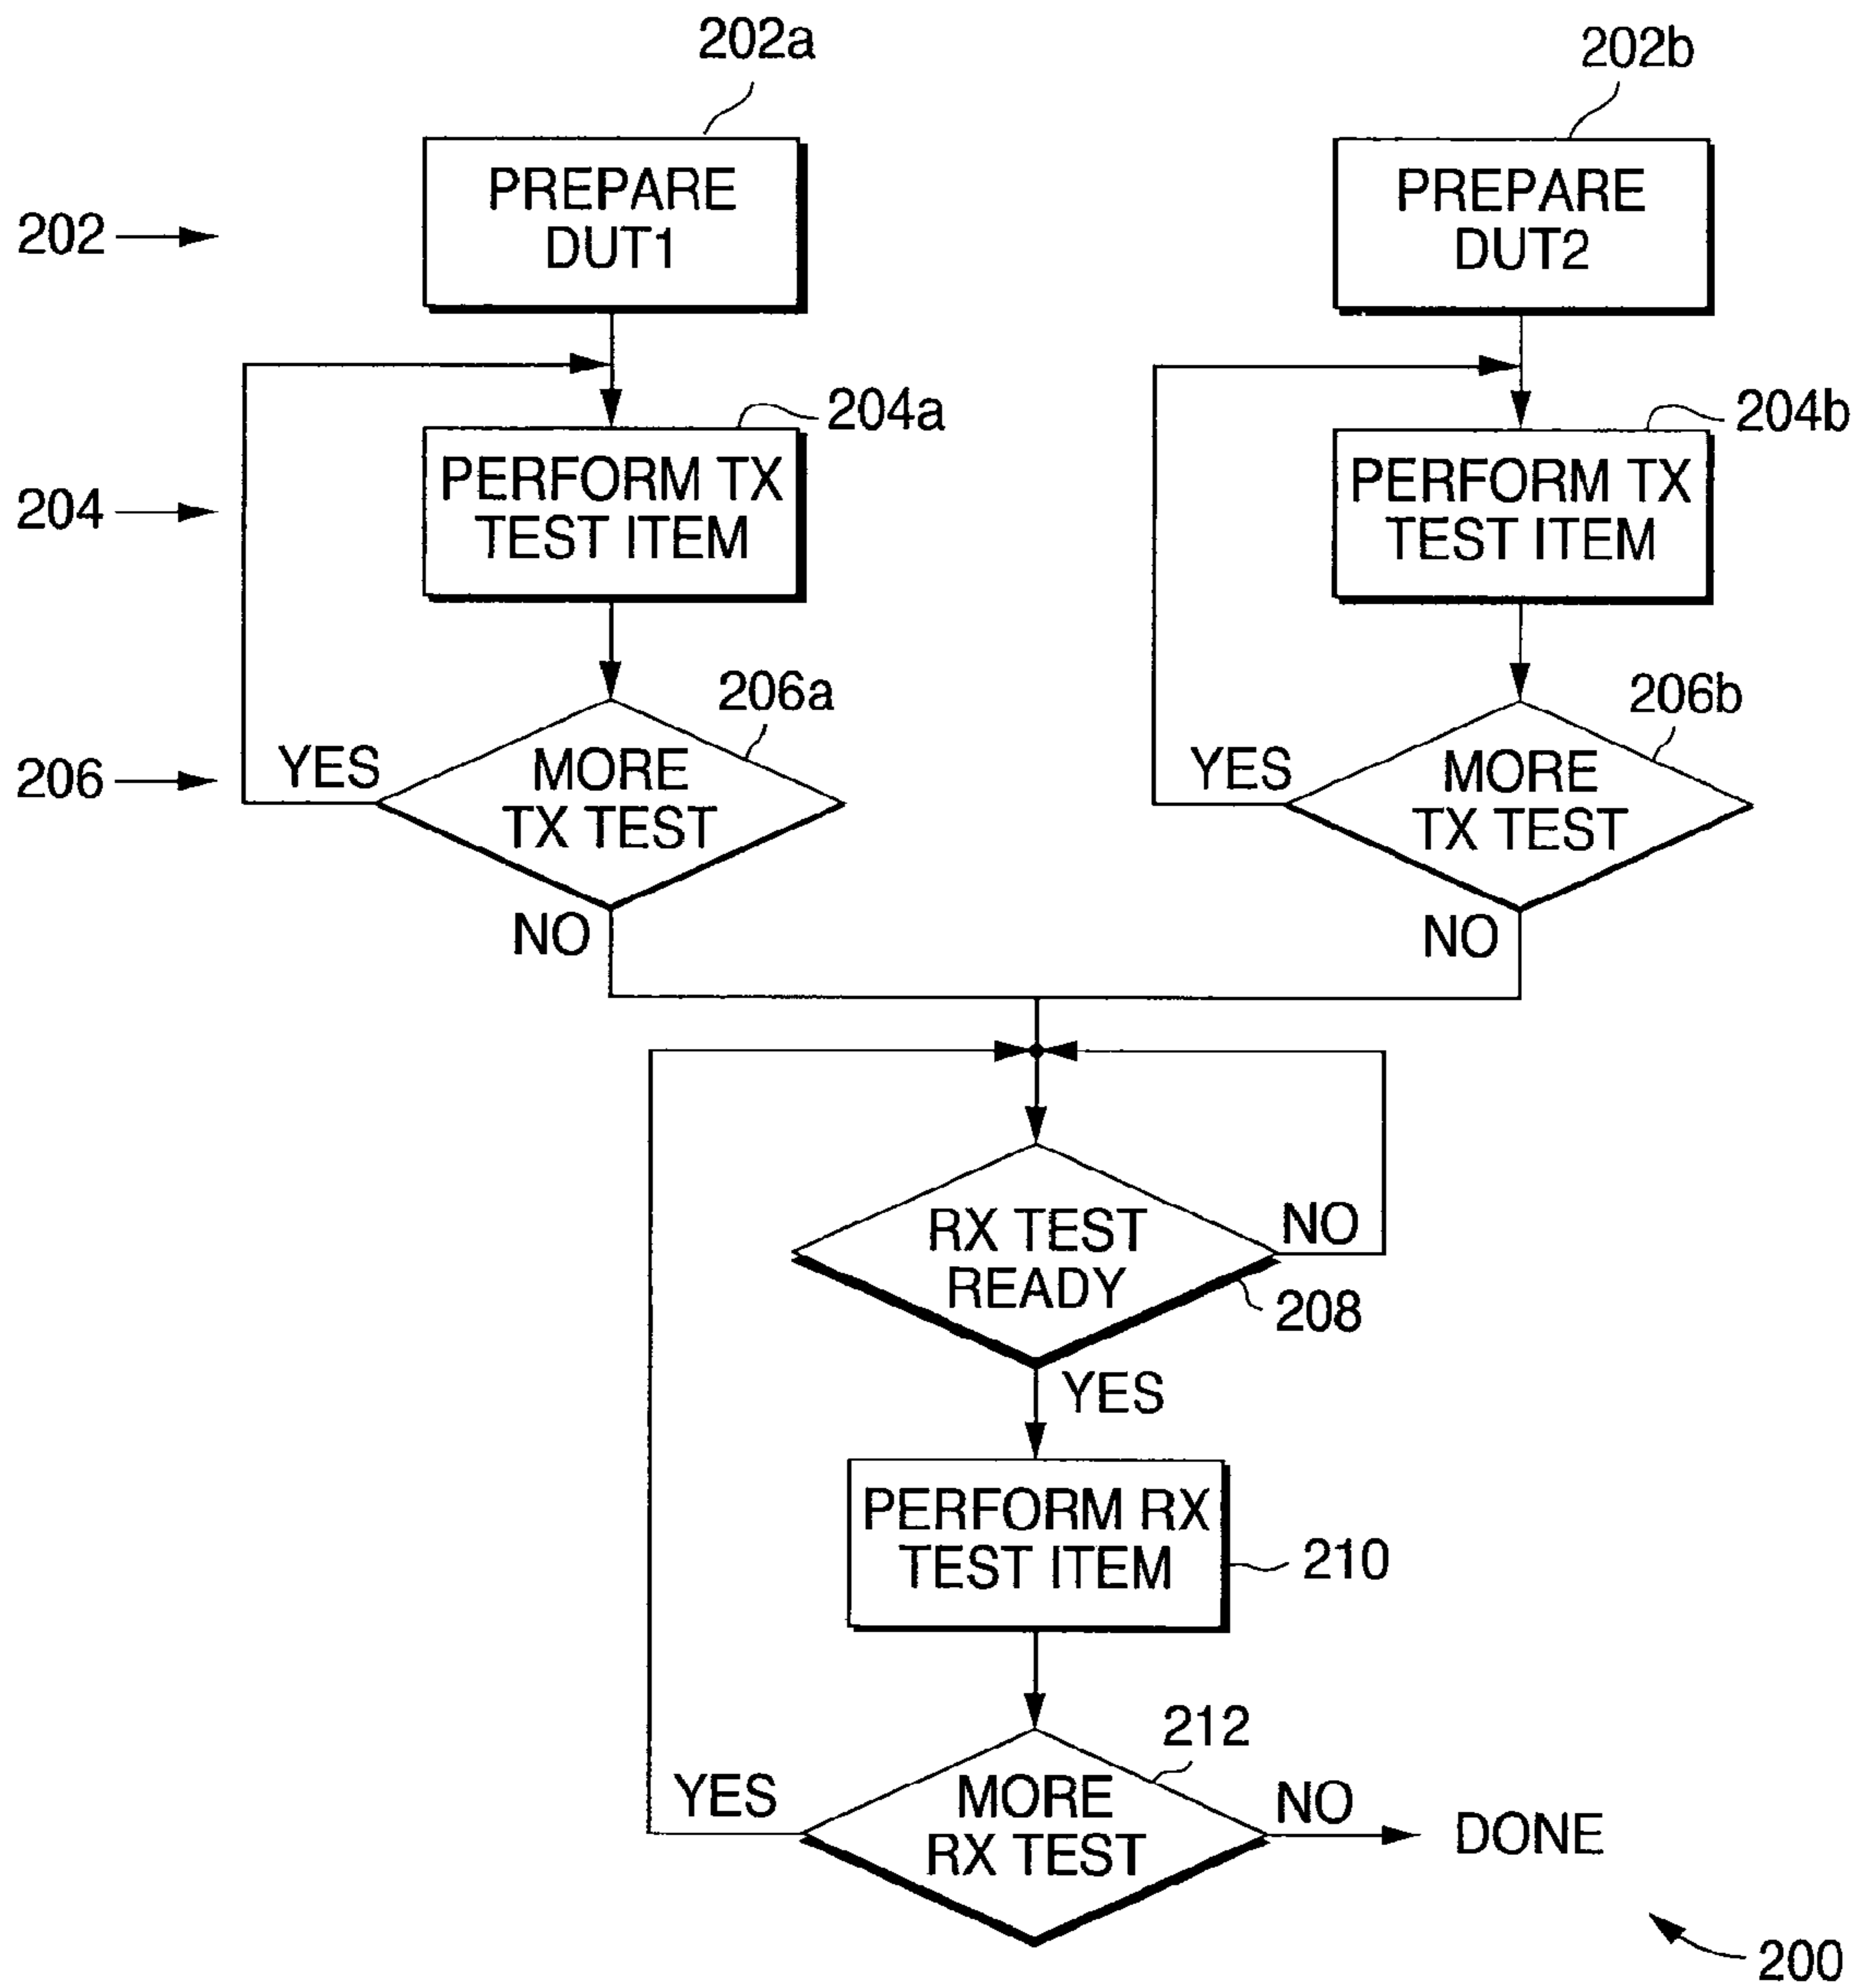 202a
202b
PREPARE
DUT1
PREPARE
DUT2
202
204a
204b
PERFORM TX
TEST ITEM
PERFORM TX
TEST ITEM
204
206a
206b
206
YES
MORE
TX TEST
YES
MORE
TX TEST
NO
NO
RX TEST
READY
NO
208
YES
PERFORM RX
TEST ITEM
210
212
YES
MORE
RX TEST
NO
DONE
200